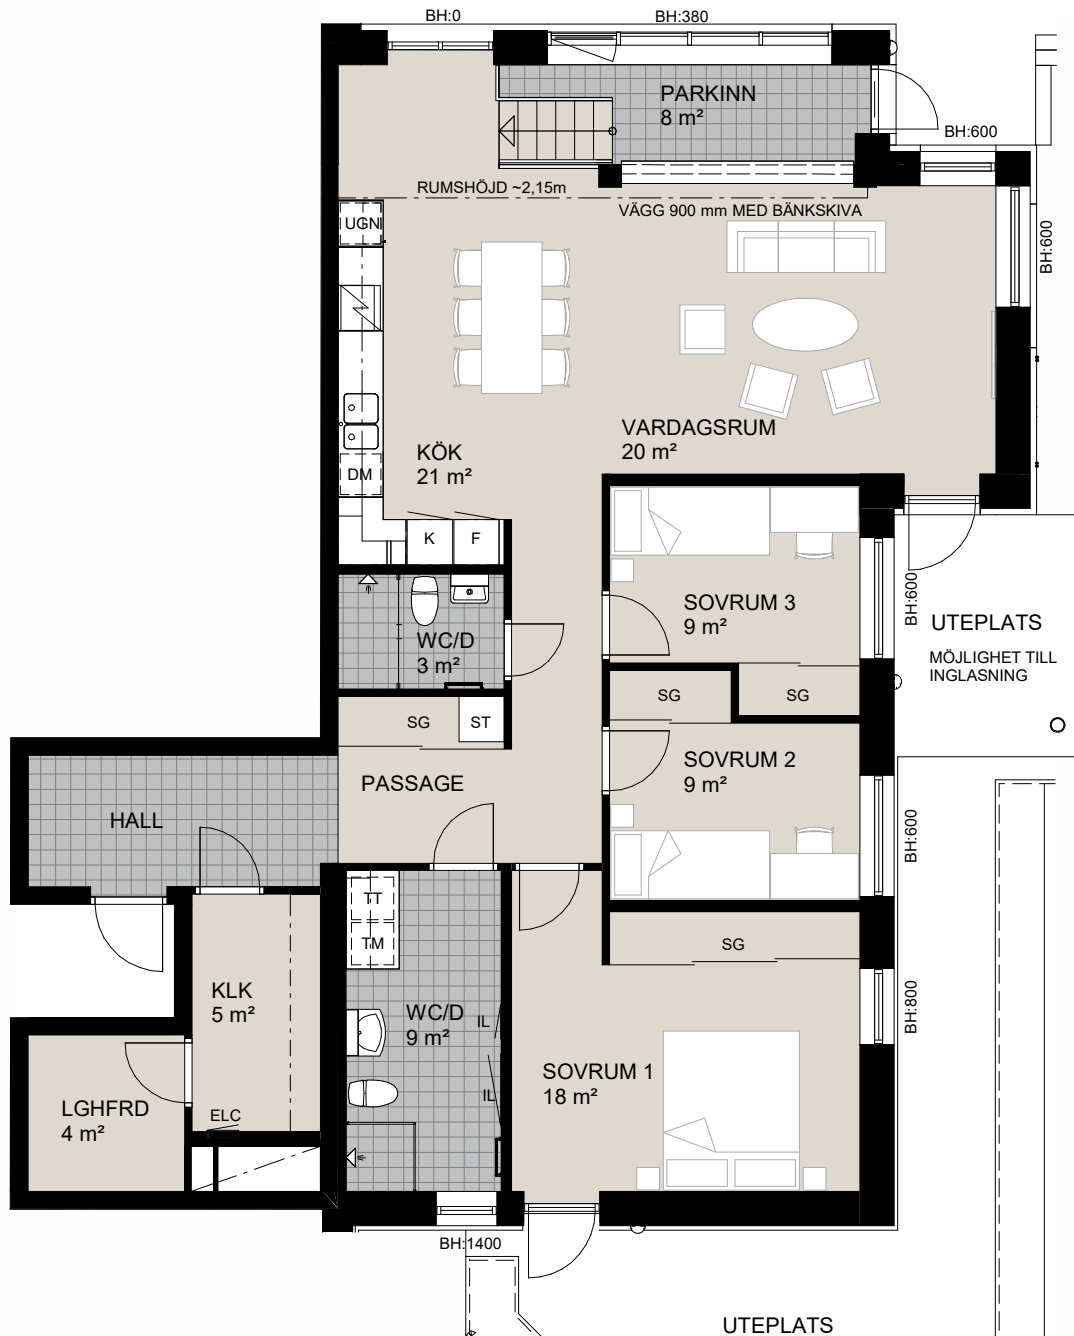 BH:0
BH:380
PARKINN
8 m²
BH:600
RUMSHÖJD ~2,15m
VÄGG 900 mm MED BÄNKSKIVA
UGN
BH:600
KÖK
21 m²
VARDAGSRUM
20 m²
DM
K
F
SOVRUM 3
9 m²
BH:600
UTEPLATS
MÖJLIGHET TILL
INGLASNING
WC/D
3 m²
SG
ST
SG
SG
PASSAGE
SOVRUM 2
9 m²
HALL
BH:600
TT
TM
SG
KLK
5 m²
WC/D
9 m²
IL
BH:800
IL
SOVRUM 1
18 m²
LGHFRD
4 m²
ELC
BH:1400
UTEPLATS